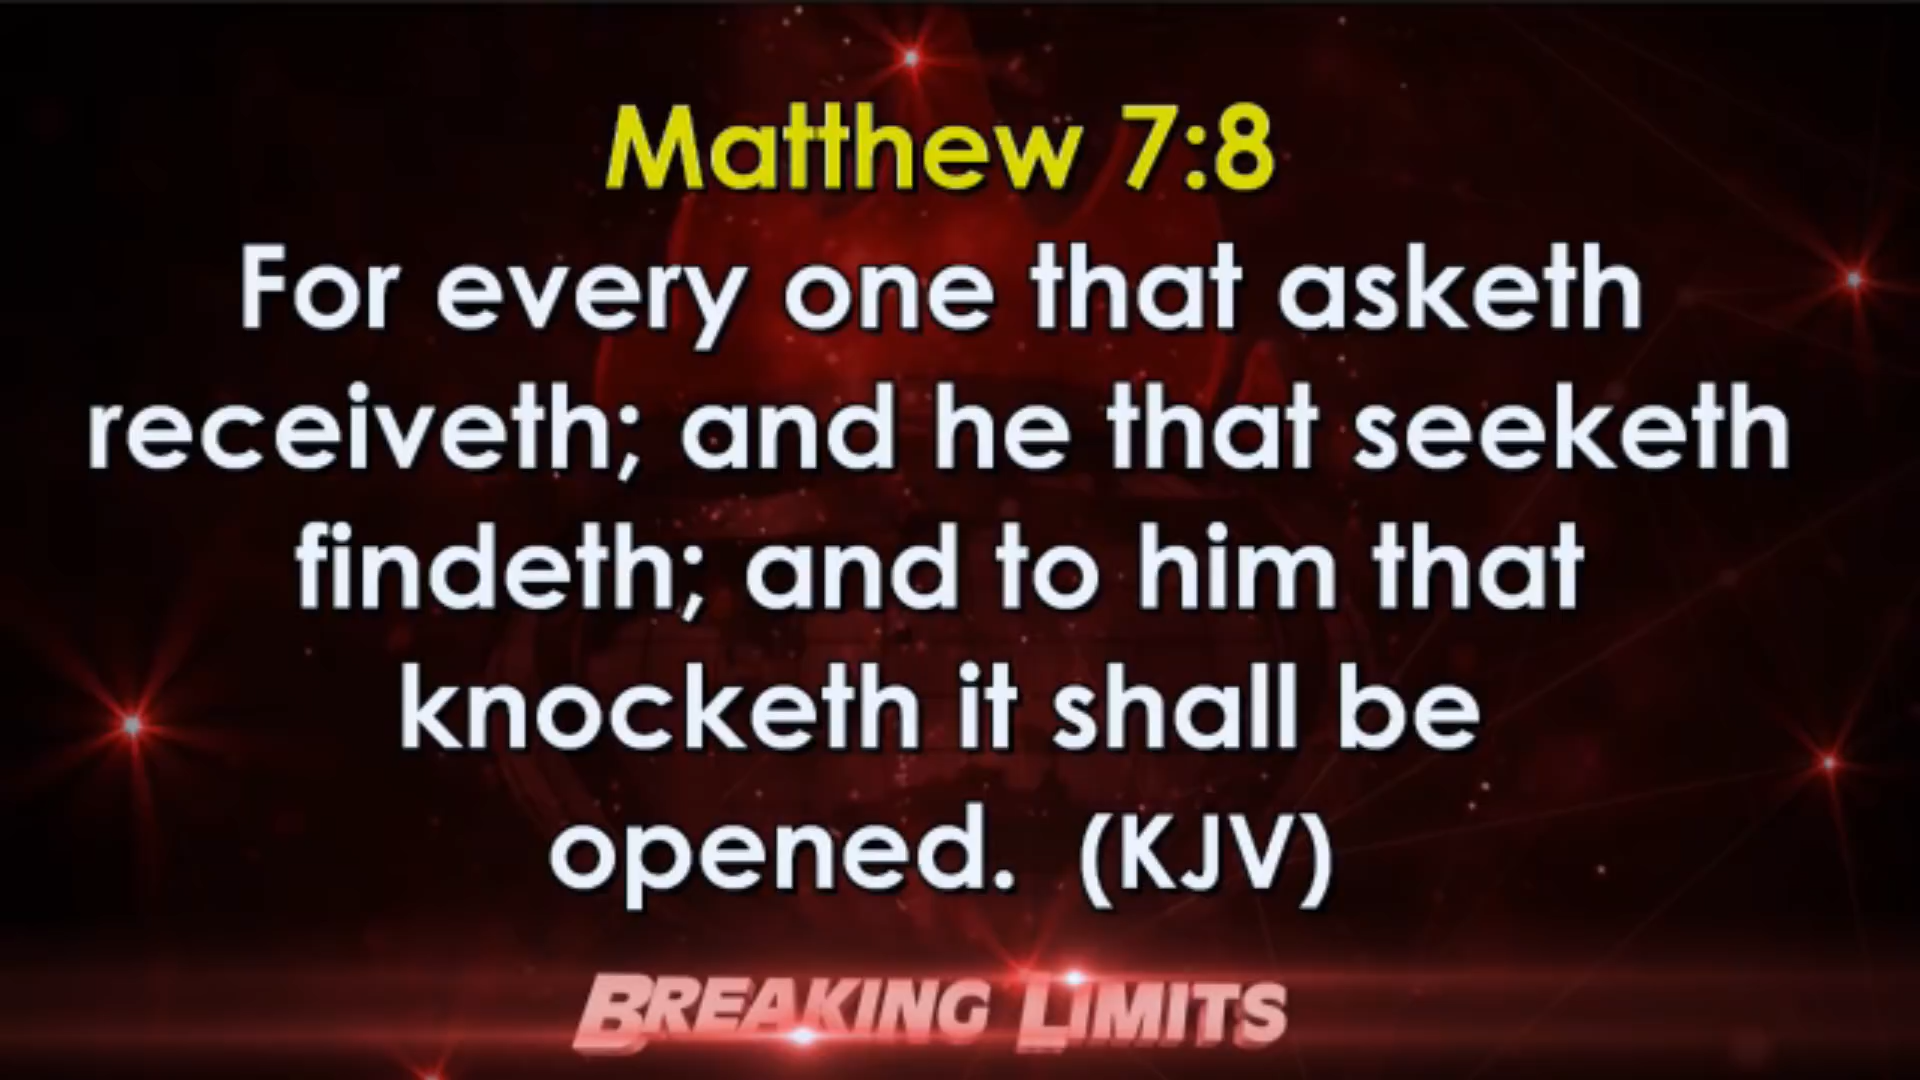 Matthew 7:8
For every one that asketh
receiveth; and he that seeketh
findeth; and to him that
knocketh it shall be
opened.  (KJV)
BREAKING LIMITS